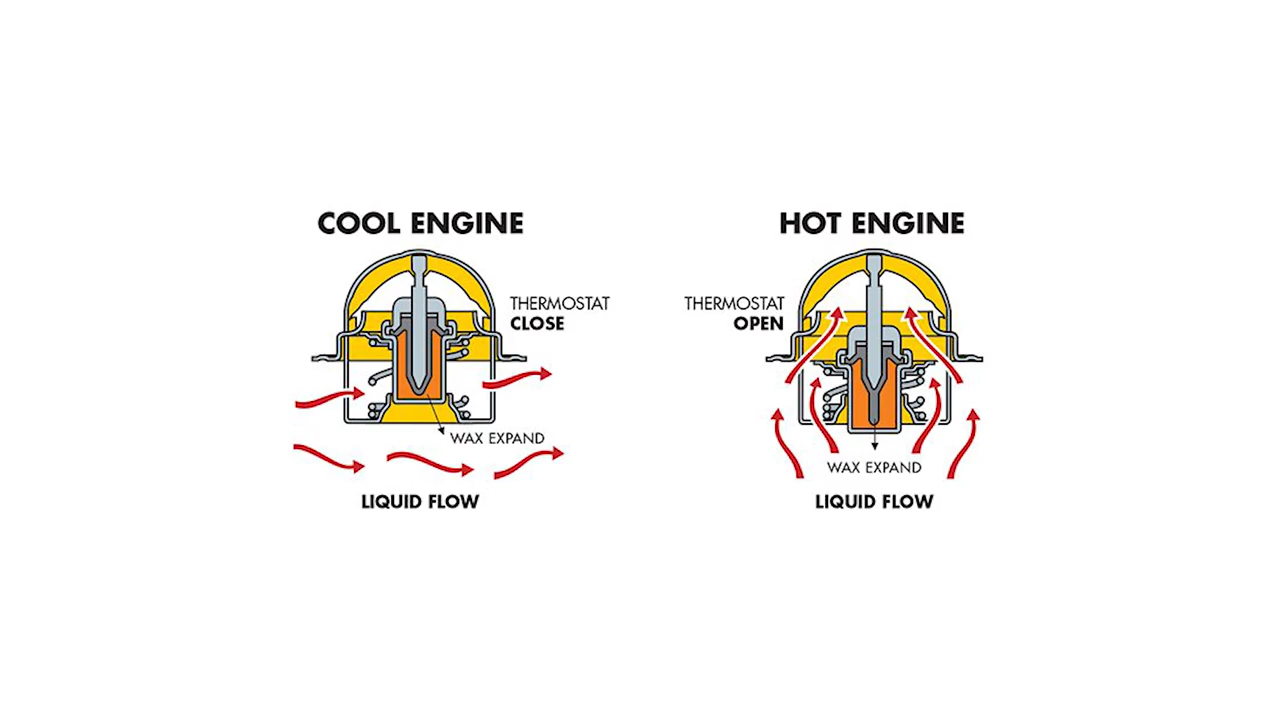 COOL ENGINE
THERMOSTAT
CLOSE
WAX EXPAND
LIQUID FLOW
HOT ENGINE
THERMOSTAT
OPEN
WAX EXPAND
LIQUID FLOW